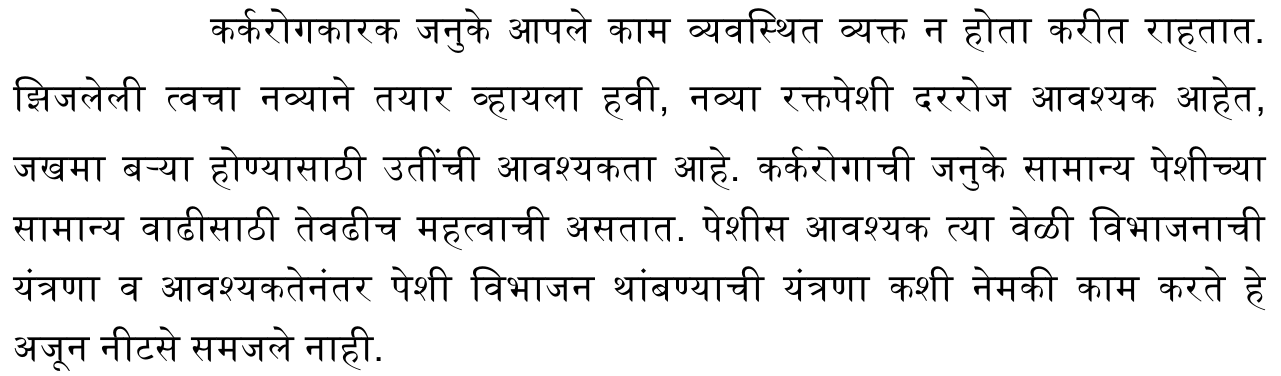 कर्करोगकारक जनुके आपले काम व्यवस्थित व्यक्त न होता करीत राहतात.
झिजलेली त्वचा नव्याने तयार व्हायला हवी, नव्या रक्तपेशी दररोज आवश्यक आहेत,
जखमा बऱ्या होण्यासाठी उतींची आवश्यकता आहे. कर्करोगाची जनुके सामान्य पेशीच्या
सामान्य वाढीसाठी तेवढीच महत्वाची असतात. पेशीस आवश्यक त्या वेळी विभाजनाची
यंत्रणा व आवश्यकतेनंतर पेशी विभाजन थांबण्याची यंत्रणा कशी नेमकी काम करते हे
अजून नीटसे समजले नाही.